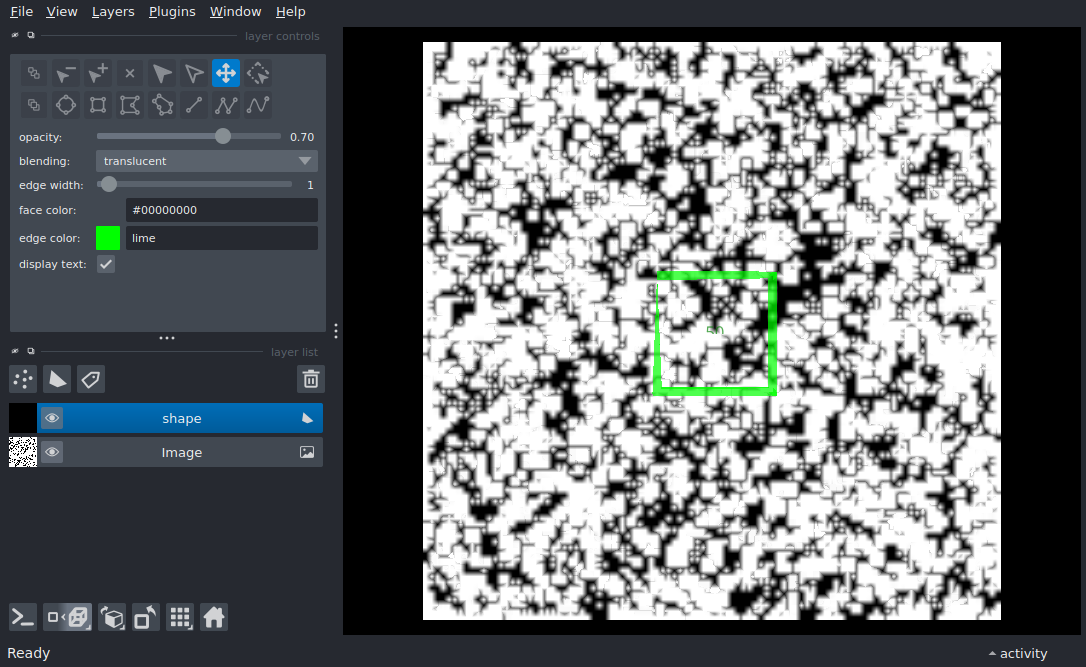 File View Layers Plugins Window Help
layer controls
opacity: 0.70
blending: translucent
edge width: 1
face color: #00000000
edge color: lime
display text:
layer list
shape
Image
Ready
activity